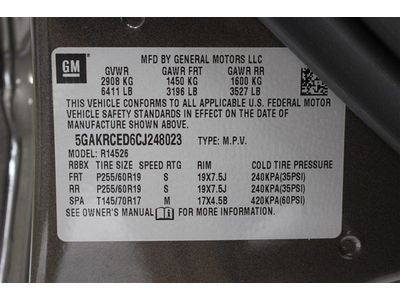 GM
MFD BY GENERAL MOTORS LLC
GVWR GAWR FRT GAWR RR
2908 KG 1450 KG 1600 KG
6411 LB 3196 LB 3527 LB
THIS VEHICLE CONFORMS TO ALL APPLICABLE U.S. FEDERAL MOTOR
VEHICLE SAFETY STANDARDS IN EFFECT ON THE DATE OF
MANUFACTURE SHOWN ABOVE.
5GAKRCED6CJ248023 TYPE: M.P.V.
MODEL: R14526
RBBX TIRE SIZE SPEED RTG RIM COLD TIRE PRESSURE
FRT P255/60R19 S 19X7.5J 240KPA(35PSI)
RR P255/60R19 S 19X7.5J 240KPA(35PSI)
SPA T145/70R17 M 17X4.5B 420KPA(60PSI)
SEE OWNER'S MANUAL FOR MORE INFORMATION.